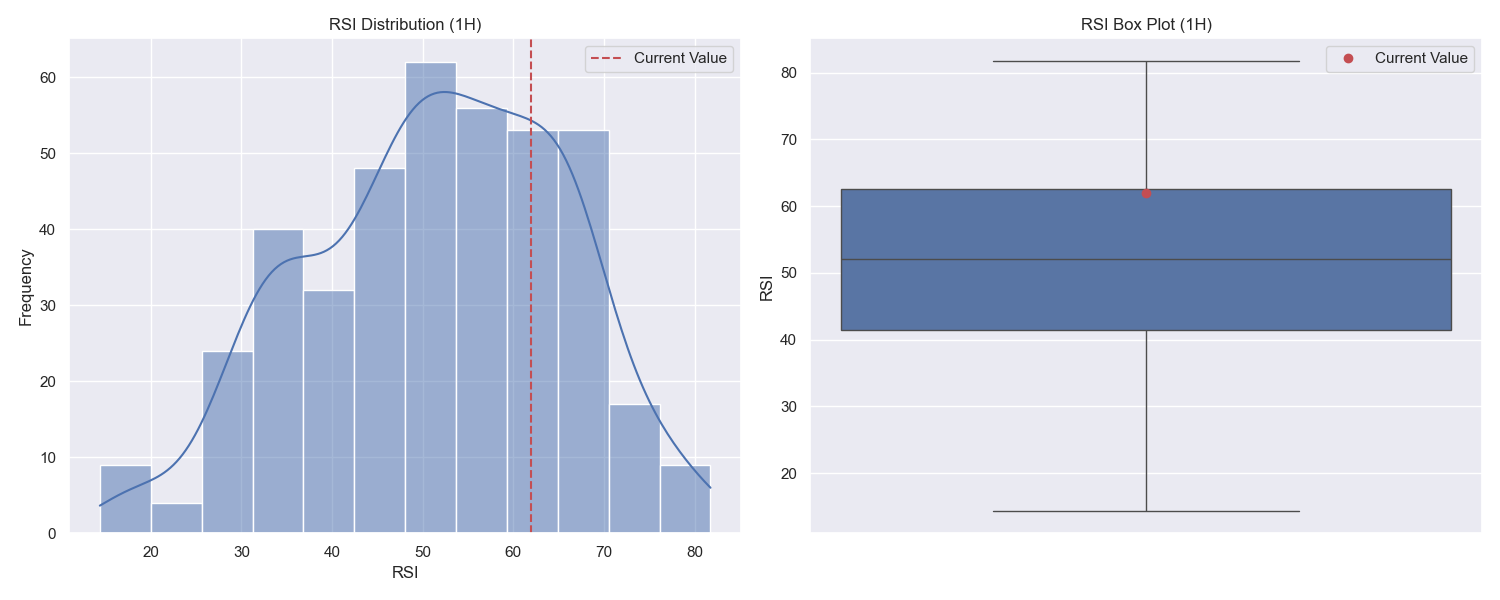 RSI Distribution (1H)
Current Value
60
50
40
30
20
10
0
Frequency
20 30 40 50 60 70 80
RSI
RSI Box Plot (1H)
Current Value
80
70
60
50
40
30
20
RSI